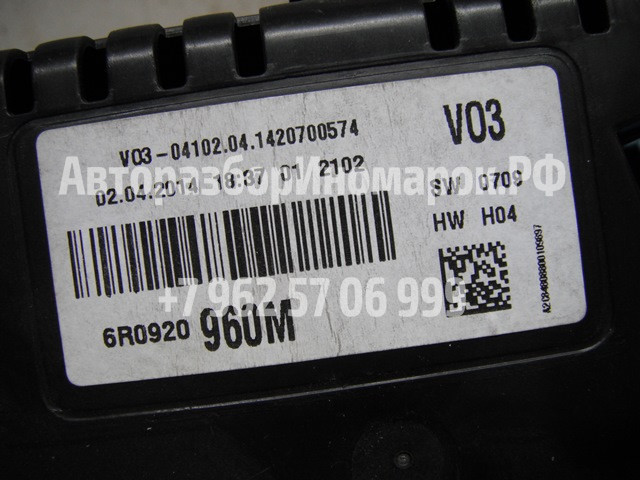 V03-04102.04.1420700574
V03
АвторазборИномарок.РФ
02.04.2014 18:37 01 2102
SW 0709
HW H04
+7 962 57 06 999
6R0920 960M